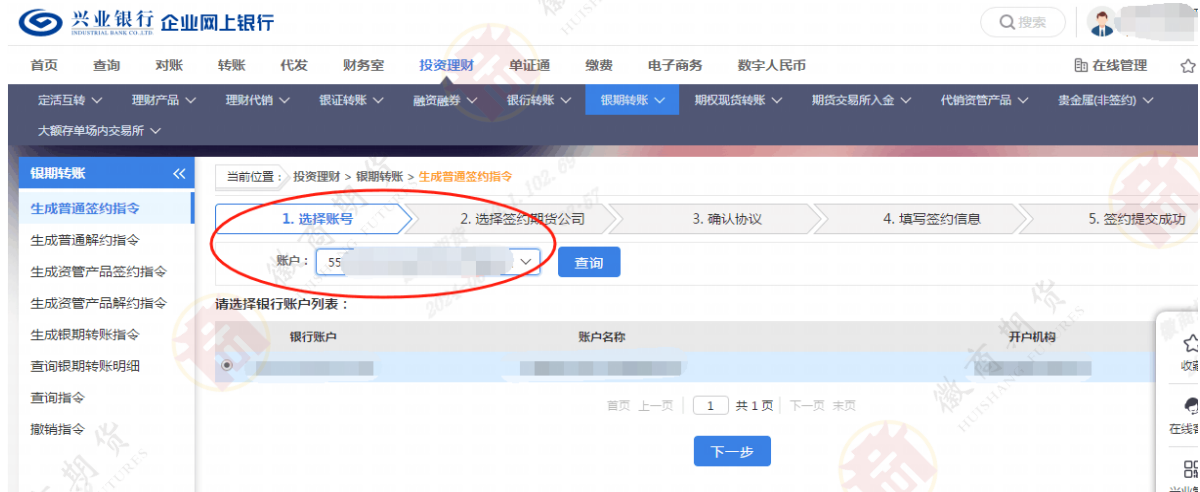 兴业银行 企业网上银行
INDUSTRIAL BANK CO.,LTD.
搜索
首页 查询 对账 转账 代发 财务室 投资理财 单证通 缴费 电子商务 数字人民币 在线管理
定活互转 理财产品 理财代销 银证转账 融资融券 银衍转账 银期转账 期权现货转账 期货交易所入金 代销资管产品 贵金属(非签约)
大额存单场内交易所
银期转账
生成普通签约指令
生成普通解约指令
生成资管产品签约指令
生成资管产品解约指令
生成银期转账指令
查询银期转账明细
查询指令
撤销指令
当前位置： 投资理财 > 银期转账 > 生成普通签约指令
1. 选择账号 2. 选择签约期货公司 3. 确认协议 4. 填写签约信息 5. 签约提交成功
账户： 55 查询
请选择银行账户列表：
银行账户 账户名称 开户机构
首页 上一页 1 共 1 页 下一页 末页
下一步
收藏
在线客
徽商期货
HUISHANG FUTURES